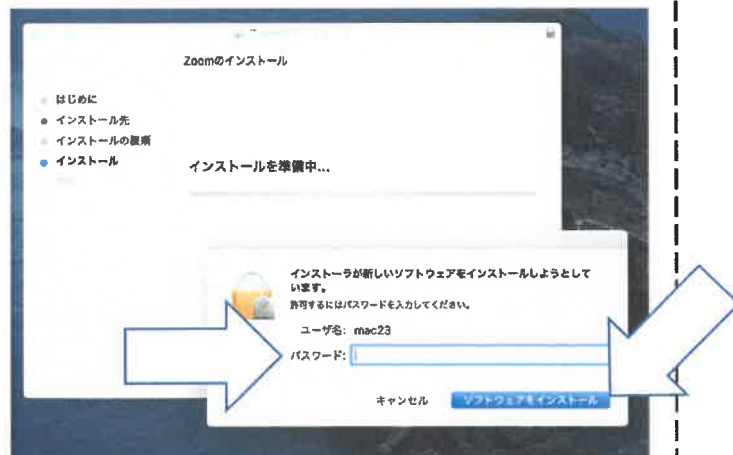 Zoomのインストール
はじめに
インストール先
インストールの種類
インストール
インストールを準備中...
インストーラが新しいソフトウェアをインストールしようとして
います。
許可するにはパスワードを入力してください。
ユーザ名: mac23
パスワード:
キャンセル
ソフトウェアをインストール